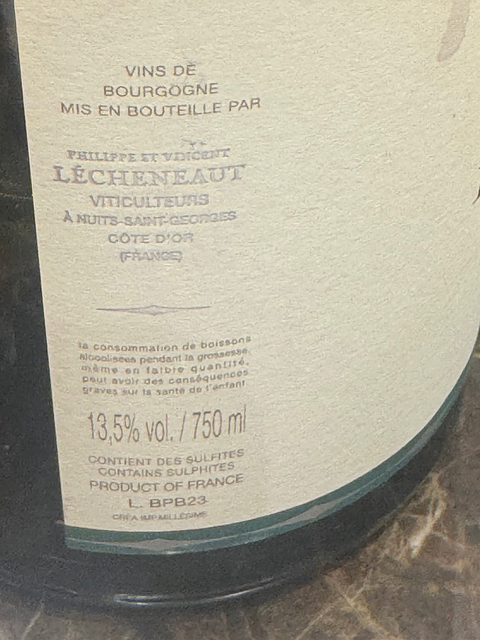 VINS DE
BOURGOGNE
MIS EN BOUTEILLE PAR
PHILIPPE ET VINCENT
LÉCHENEAUT
VITICULTEURS
À NUITS-SAINT-GEORGES
CÔTE D'OR
(FRANCE)
la consommation de boissons
alcoolisées pendant la grossesse,
même en faible quantité,
peut avoir des conséquences
graves sur la santé de l'enfant
13,5% vol. / 750 ml
CONTIENT DES SULFITES
CONTAINS SULPHITES
PRODUCT OF FRANCE
L. BPB23